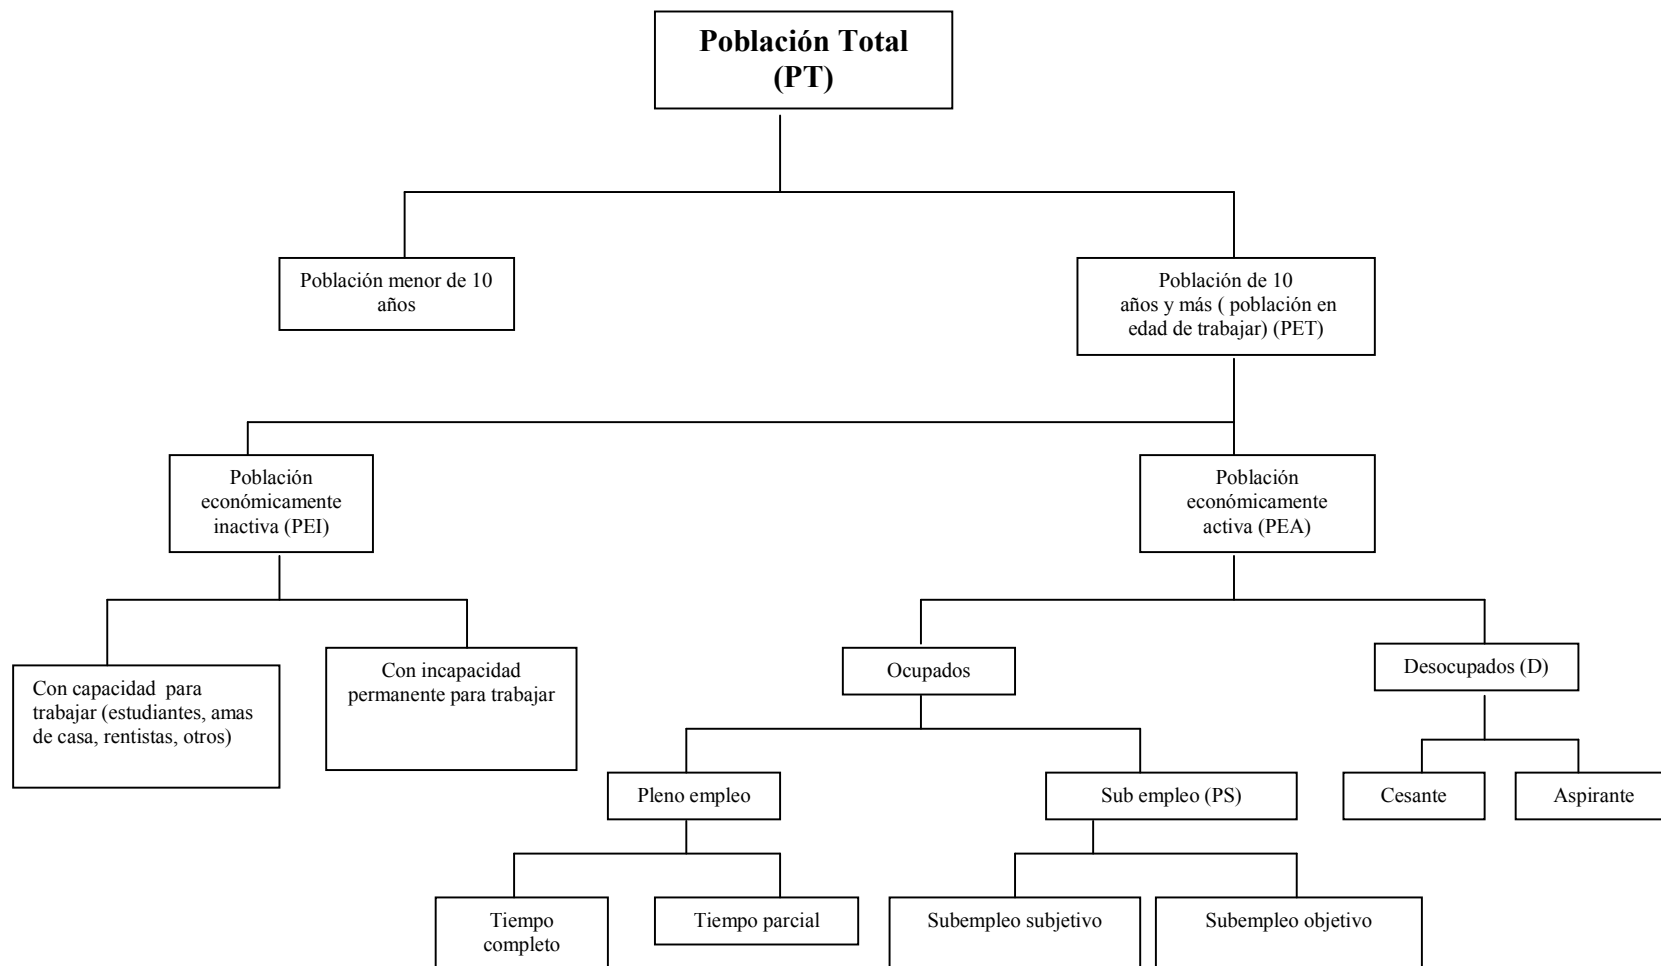 Población Total
(PT)
Población menor de 10
años
Población de 10
años y más ( población en
edad de trabajar) (PET)
Población
económicamente
inactiva (PEI)
Población
económicamente
activa (PEA)
Con capacidad para
trabajar (estudiantes, amas
de casa, rentistas, otros)
Con incapacidad
permanente para trabajar
Ocupados
Desocupados (D)
Pleno empleo
Sub empleo (PS)
Cesante
Aspirante
Tiempo
completo
Tiempo parcial
Subempleo subjetivo
Subempleo objetivo